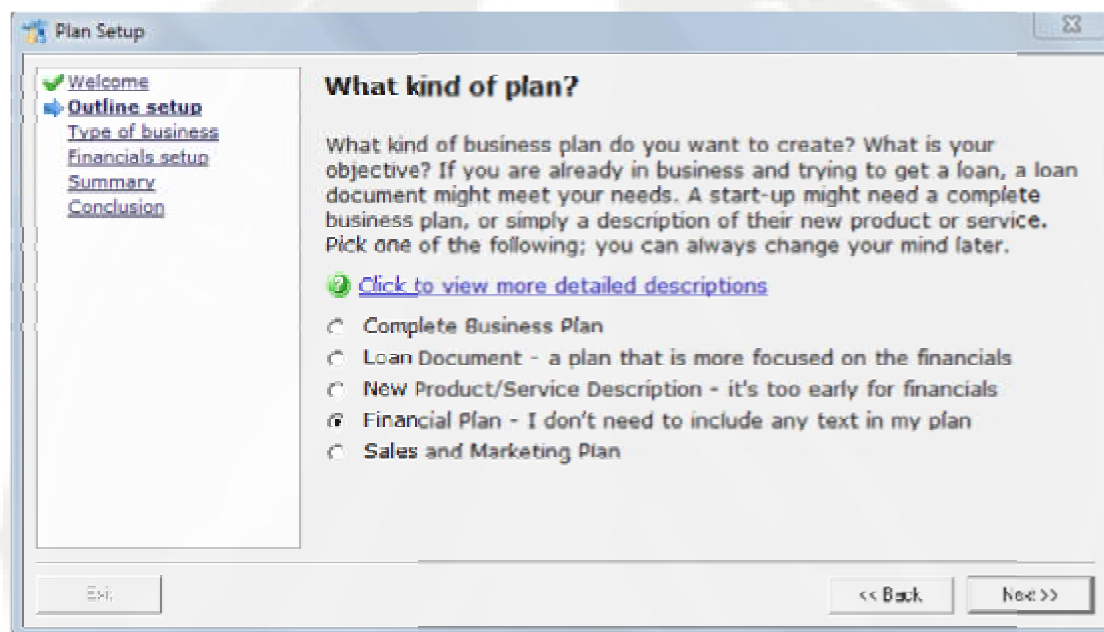 Plan Setup
Welcome
Outline setup
Type of business
Financials setup
Summary
Conclusion
What kind of plan?
What kind of business plan do you want to create? What is your
objective? If you are already in business and trying to get a loan, a loan
document might meet your needs. A start-up might need a complete
business plan, or simply a description of their new product or service.
Pick one of the following; you can always change your mind later.
Click to view more detailed descriptions
Complete Business Plan
Loan Document - a plan that is more focused on the financials
New Product/Service Description - it's too early for financials
Financial Plan - I don't need to include any text in my plan
Sales and Marketing Plan
Exit
<< Back
Next >>